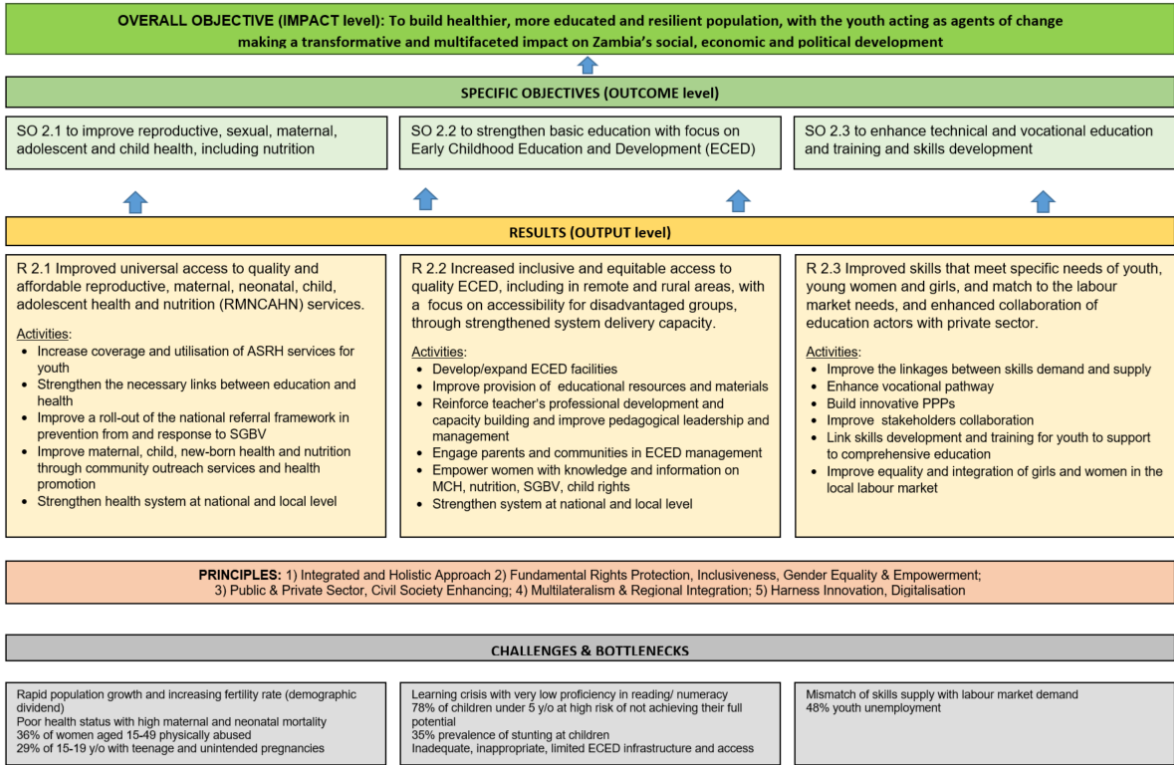 OVERALL OBJECTIVE (IMPACT level): To build healthier, more educated and resilient population, with the youth acting as agents of change
making a transformative and multifaceted impact on Zambia's social, economic and political development
SPECIFIC OBJECTIVES (OUTCOME level)
SO 2.1 to improve reproductive, sexual, maternal,
adolescent and child health, including nutrition
SO 2.2 to strengthen basic education with focus on
Early Childhood Education and Development (ECED)
SO 2.3 to enhance technical and vocational education
and training and skills development
RESULTS (OUTPUT level)
R 2.1 Improved universal access to quality and
affordable reproductive, maternal, neonatal, child,
adolescent health and nutrition (RMNCAHN) services.
Activities:
• Increase coverage and utilisation of ASRH services for
youth
• Strengthen the necessary links between education and
health
• Improve a roll-out of the national referral framework in
prevention from and response to SGBV
• Improve maternal, child, new-born health and nutrition
through community outreach services and health
promotion
• Strengthen health system at national and local level
R 2.2 Increased inclusive and equitable access to
quality ECED, including in remote and rural areas, with
a focus on accessibility for disadvantaged groups,
through strengthened system delivery capacity.
Activities:
• Develop/expand ECED facilities
• Improve provision of educational resources and materials
• Reinforce teacher's professional development and
capacity building and improve pedagogical leadership and
management
• Engage parents and communities in ECED management
• Empower women with knowledge and information on
MCH, nutrition, SGBV, child rights
• Strengthen system at national and local level
R 2.3 Improved skills that meet specific needs of youth,
young women and girls, and match to the labour
market needs, and enhanced collaboration of
education actors with private sector.
Activities:
• Improve the linkages between skills demand and supply
• Enhance vocational pathway
• Build innovative PPPs
• Improve stakeholders collaboration
• Link skills development and training for youth to support
to comprehensive education
• Improve equality and integration of girls and women in the
local labour market
PRINCIPLES: 1) Integrated and Holistic Approach 2) Fundamental Rights Protection, Inclusiveness, Gender Equality & Empowerment;
3) Public & Private Sector, Civil Society Enhancing; 4) Multilateralism & Regional Integration; 5) Harness Innovation, Digitalisation
CHALLENGES & BOTTLENECKS
Rapid population growth and increasing fertility rate (demographic
dividend)
Poor health status with high maternal and neonatal mortality
36% of women aged 15-49 physically abused
29% of 15-19 y/o with teenage and unintended pregnancies
Learning crisis with very low proficiency in reading/ numeracy
78% of children under 5 y/o at high risk of not achieving their full
potential
35% prevalence of stunting at children
Inadequate, inappropriate, limited ECED infrastructure and access
Mismatch of skills supply with labour market demand
48% youth unemployment